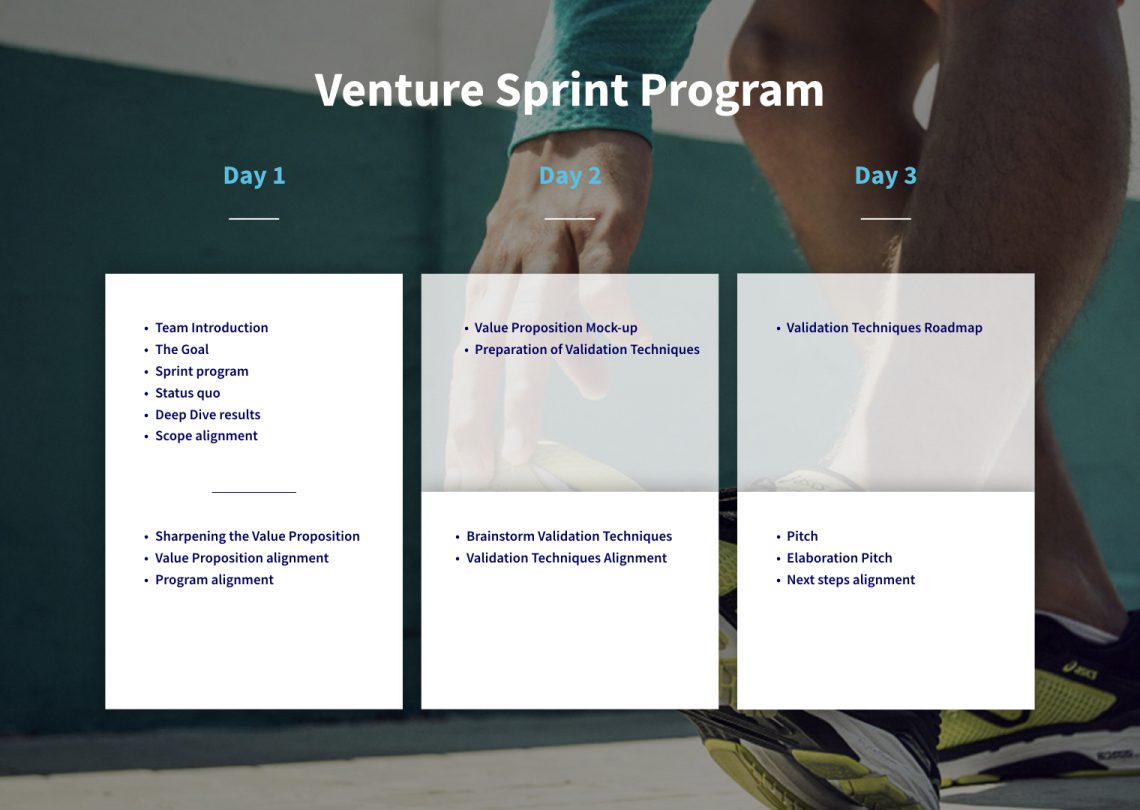 Venture Sprint Program
Day 1
• Team Introduction
• The Goal
• Sprint program
• Status quo
• Deep Dive results
• Scope alignment
• Sharpening the Value Proposition
• Value Proposition alignment
• Program alignment
Day 2
• Value Proposition Mock-up
• Preparation of Validation Techniques
• Brainstorm Validation Techniques
• Validation Techniques Alignment
Day 3
• Validation Techniques Roadmap
• Pitch
• Elaboration Pitch
• Next steps alignment
asics